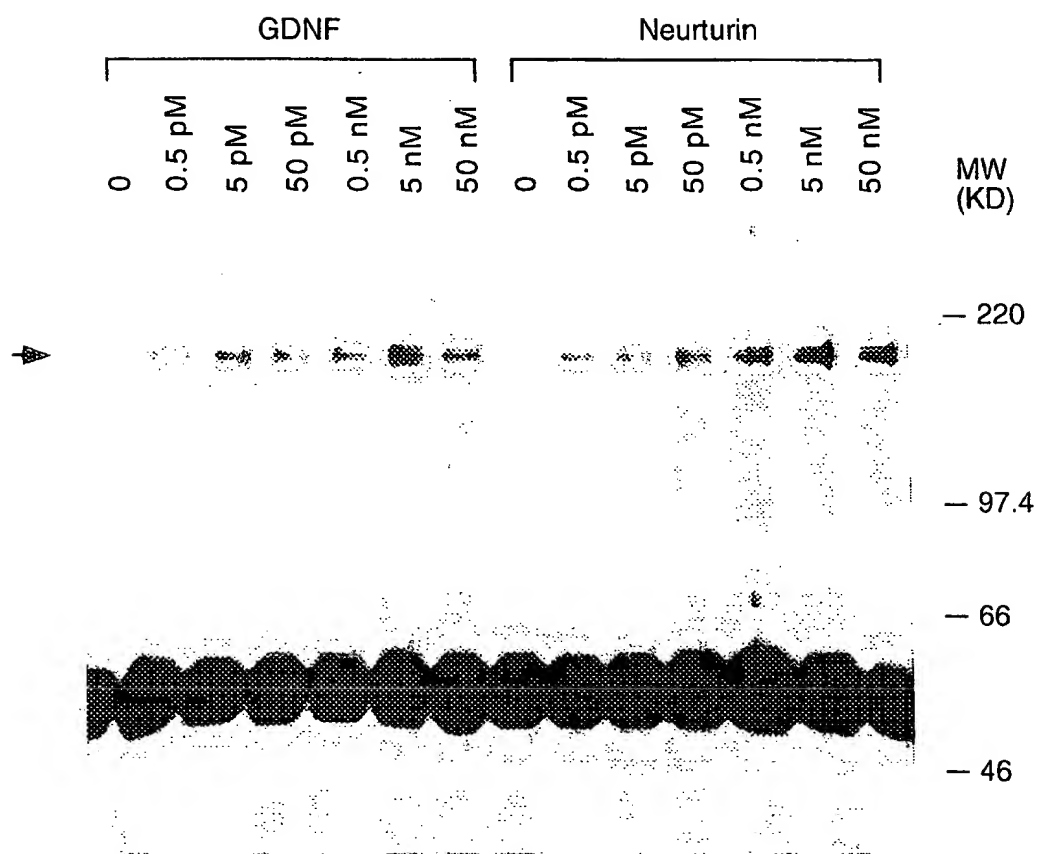 GDNF Neurturin
0 0.5 pM 5 pM 50 pM 0.5 nM 5 nM 50 nM 0 0.5 pM 5 pM 50 pM 0.5 nM 5 nM 50 nM
MW
(KD)
— 220
— 97.4
— 66
— 46